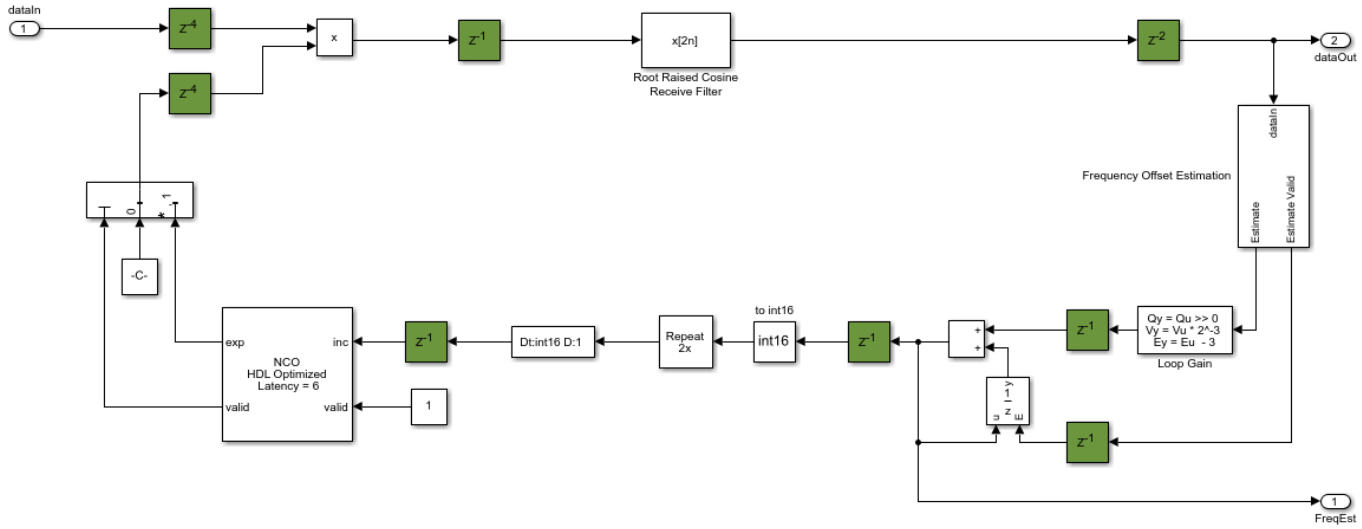 dataIn
1
z-4
x
z-1
x[2n]
Root Raised Cosine
Receive Filter
z-2
2
dataOut
z-4
dataIn
Frequency Offset Estimation
Estimate
Estimate Valid
T
0
*, 1
-C-
to int16
NCO
HDL Optimized
Latency = 6
exp
valid
inc
valid
z-1
Dt:int16 D:1
Repeat
2x
int16
z-1
+
+
z-1
Qy = Qu >> 0
Vy = Vu * 2^-3
Ey = Eu - 3
Loop Gain
1
u
1
z
y
E
z-1
1
FreqEst